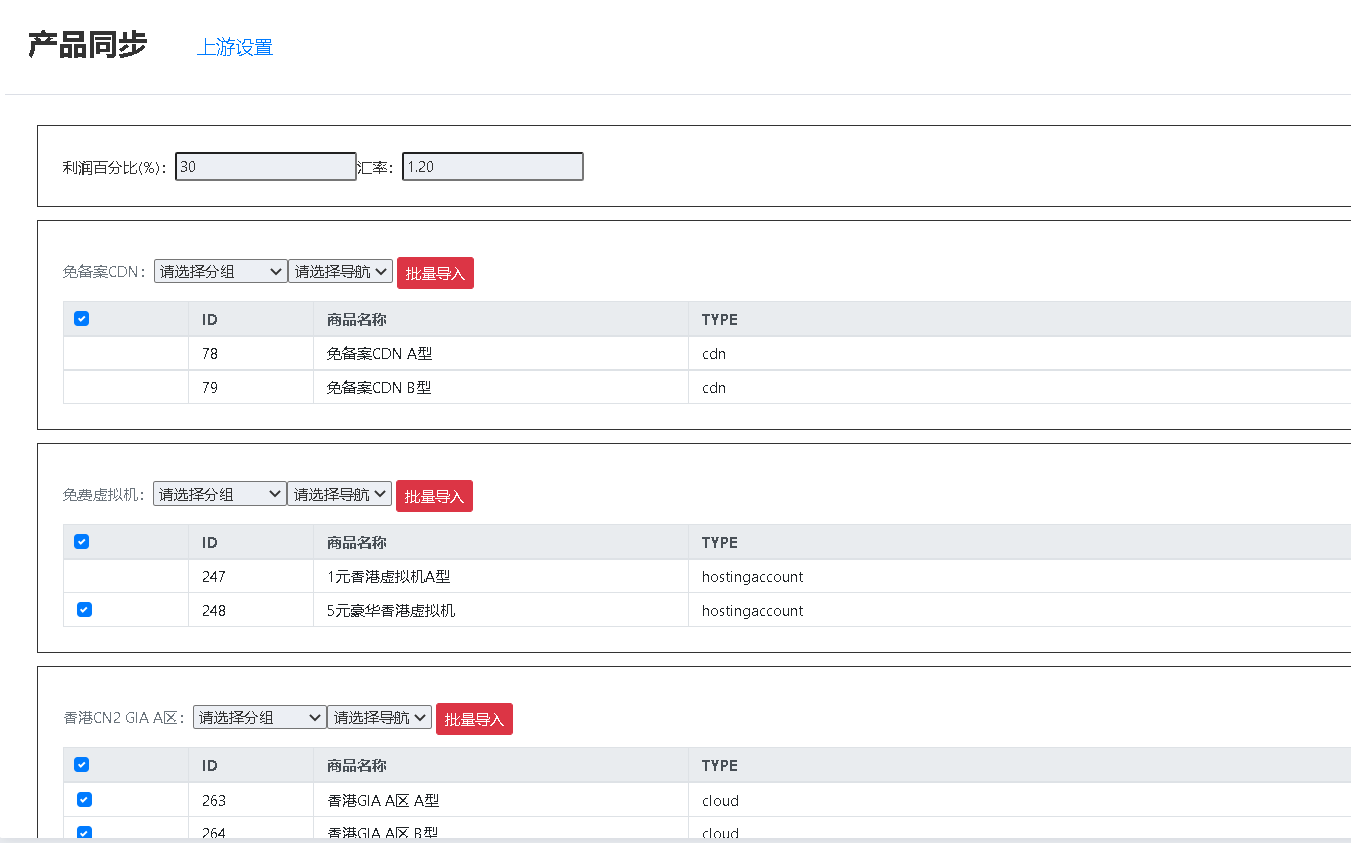 产品同步 上游设置
利润百分比(%)： 30 汇率： 1.20
免备案CDN： 请选择分组 请选择导航 批量导入
ID 商品名称 TYPE
78 免备案CDN A型 cdn
79 免备案CDN B型 cdn
免费虚拟机： 请选择分组 请选择导航 批量导入
ID 商品名称 TYPE
247 1元香港虚拟机A型 hostingaccount
248 5元豪华香港虚拟机 hostingaccount
香港CN2 GIA A区： 请选择分组 请选择导航 批量导入
ID 商品名称 TYPE
263 香港GIA A区 A型 cloud
264 香港GIA A区 B型 cloud